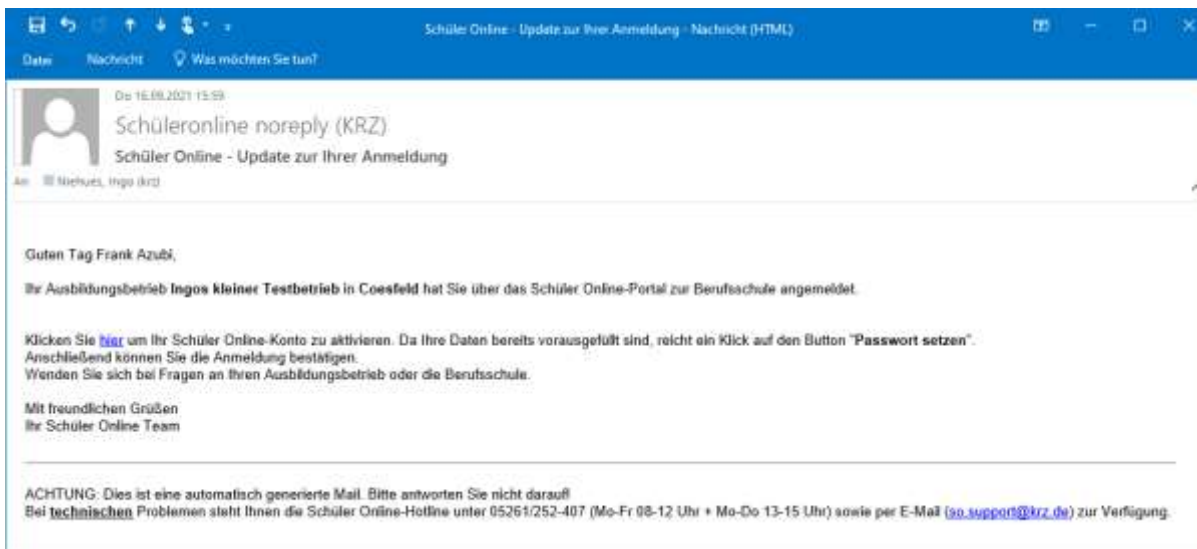 Schüler Online - Update zur Ihrer Anmeldung - Nachricht (HTML)
Datei Nachricht Was möchten Sie tun?
Do 16.09.2021 15:59
Schüleronline noreply (KRZ)
Schüler Online - Update zur Ihrer Anmeldung
An Niehues, Ingo (krz)
Guten Tag Frank Azubi,
Ihr Ausbildungsbetrieb Ingos kleiner Testbetrieb in Coesfeld hat Sie über das Schüler Online-Portal zur Berufsschule angemeldet.
Klicken Sie hier um Ihr Schüler Online-Konto zu aktivieren. Da Ihre Daten bereits vorausgefüllt sind, reicht ein Klick auf den Button "Passwort setzen".
Anschließend können Sie die Anmeldung bestätigen.
Wenden Sie sich bei Fragen an Ihren Ausbildungsbetrieb oder die Berufsschule.
Mit freundlichen Grüßen
Ihr Schüler Online Team
ACHTUNG: Dies ist eine automatisch generierte Mail. Bitte antworten Sie nicht darauf!
Bei technischen Problemen steht Ihnen die Schüler Online-Hotline unter 05261/252-407 (Mo-Fr 08-12 Uhr + Mo-Do 13-15 Uhr) sowie per E-Mail (so.support@krz.de) zur Verfügung.